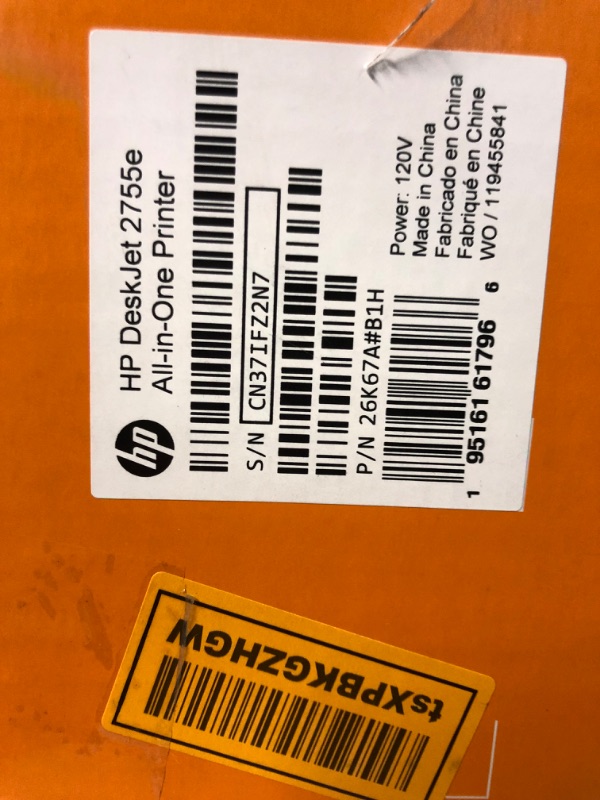 hp
HP DeskJet 2755e
All-in-One Printer
S/N CN37IFZ2N7
P/N 26K67A#B1H
Power: 120V
Made in China
Fabricado en China
Fabriqué en Chine
WO / 119455841
1 95161 61796 6
tsXPBKGZHGW